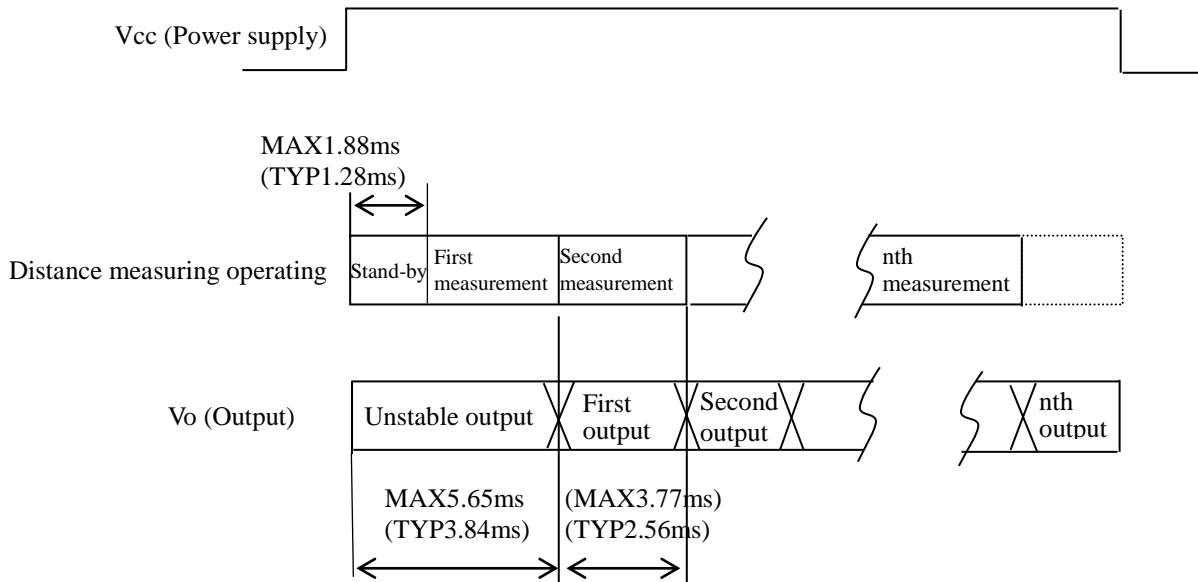 Vcc (Power supply)
MAX1.88ms
(TYP1.28ms)
Distance measuring operating
Stand-by
First
measurement
Second
measurement
nth
measurement
Vo (Output)
Unstable output
First
output
Second
output
nth
output
MAX5.65ms
(TYP3.84ms)
(MAX3.77ms)
(TYP2.56ms)